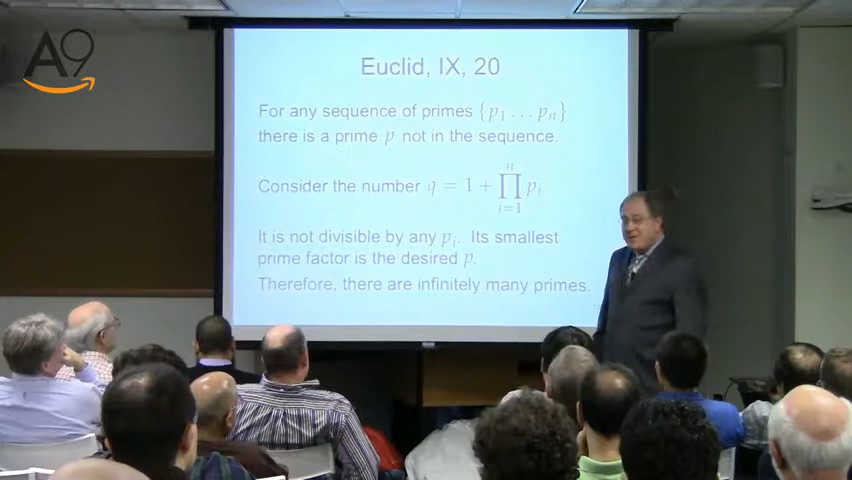 A9
Euclid, IX, 20
For any sequence of primes {p₁ … pₙ}
there is a prime p not in the sequence.
Consider the number q = 1 + ∏ⁿᵢ₌₁ pᵢ
It is not divisible by any pᵢ. Its smallest
prime factor is the desired p.
Therefore, there are infinitely many primes.